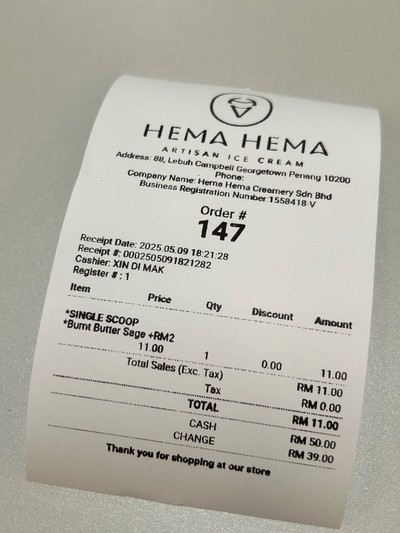 HEMA HEMA
ARTISAN ICE CREAM
Address: 88, Lebuh Campbell Georgetown Penang 10200
Phone:
Company Name: Hema Hema Creamery Sdn Bhd
Business Registration Number:1558418-V
Order #
147
Receipt Date: 2025.05.09 18:21:28
Receipt #: 0002505091821282
Cashier: XIN DI MAK
Register # : 1
Item Price Qty Discount Amount
*SINGLE SCOOP
*Burnt Butter Sage +RM2
11.00 1 0.00 11.00
Total Sales (Exc. Tax) RM 11.00
Tax RM 0.00
TOTAL RM 11.00
CASH RM 50.00
CHANGE RM 39.00
Thank you for shopping at our store